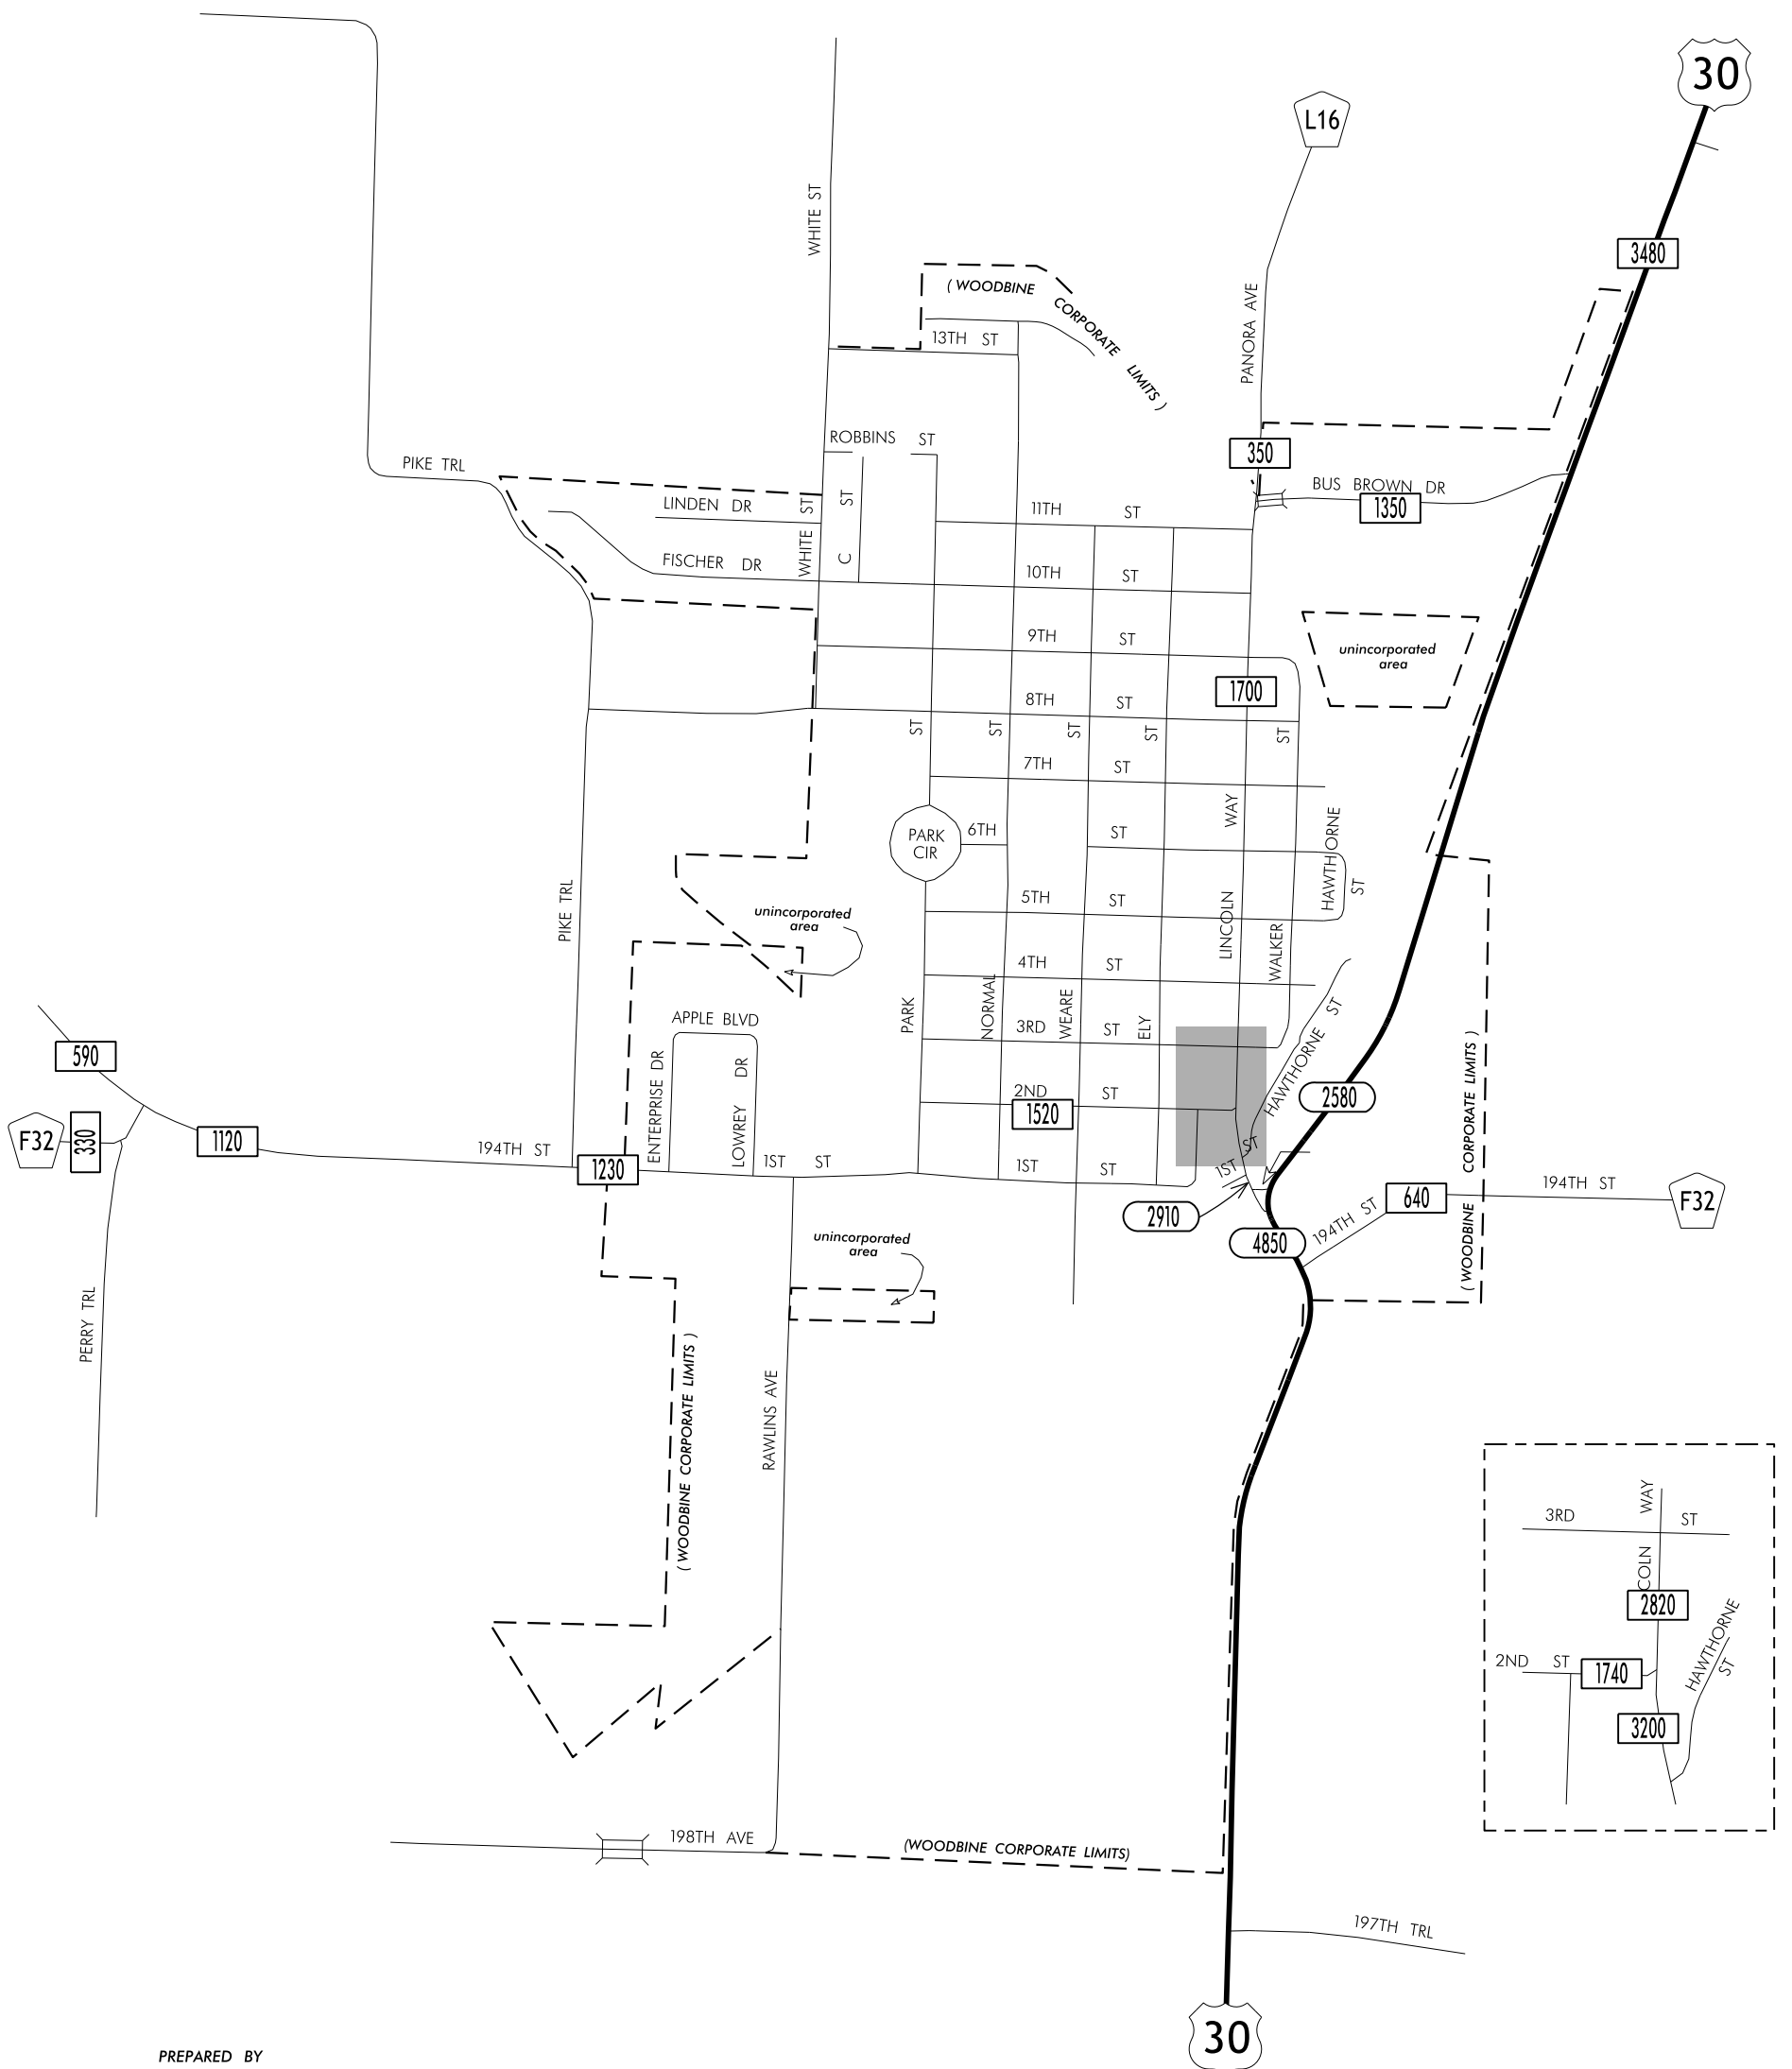 30
L16
WHITE ST
3480
( WOODBINE CORPORATE LIMITS )
PANORA AVE
13TH ST
ROBBINS ST
350
PIKE TRL
BUS BROWN DR
1350
LINDEN DR
WHITE ST
C ST
11TH ST
FISCHER DR
10TH ST
9TH ST
unincorporated
area
8TH ST
1700
ST
ST
ST
ST
ST
7TH ST
WAY
PARK
CIR
6TH ST
HAWTHORNE ST
PIKE TRL
5TH ST
LINCOLN
unincorporated
area
WALKER
4TH ST
PARK
NORMAL
WEARE
ELY
APPLE BLVD
3RD ST
HAWTHORNE ST
590
ENTERPRISE DR
LOWREY DR
2ND ST
1520
2580
( WOODBINE CORPORATE LIMITS )
F32
330
1120
194TH ST
1230
1ST ST
1ST ST
1ST ST
2910
640
194TH ST
F32
194TH ST
4850
unincorporated
area
PERRY TRL
( WOODBINE CORPORATE LIMITS )
RAWLINS AVE
3RD ST
WAY
COLN
2820
HAWTHORNE
ST
2ND ST
1740
3200
198TH AVE
(WOODBINE CORPORATE LIMITS)
197TH TRL
30
PREPARED BY